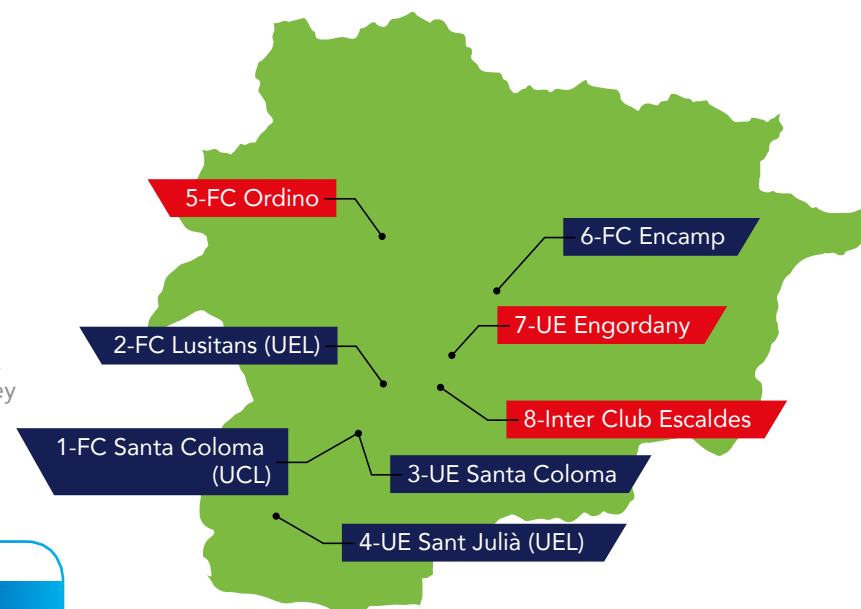 5-FC Ordino
6-FC Encamp
7-UE Engordany
2-FC Lusitans (UEL)
ey
8-Inter Club Escaldes
1-FC Santa Coloma
(UCL)
3-UE Santa Coloma
4-UE Sant Julià (UEL)